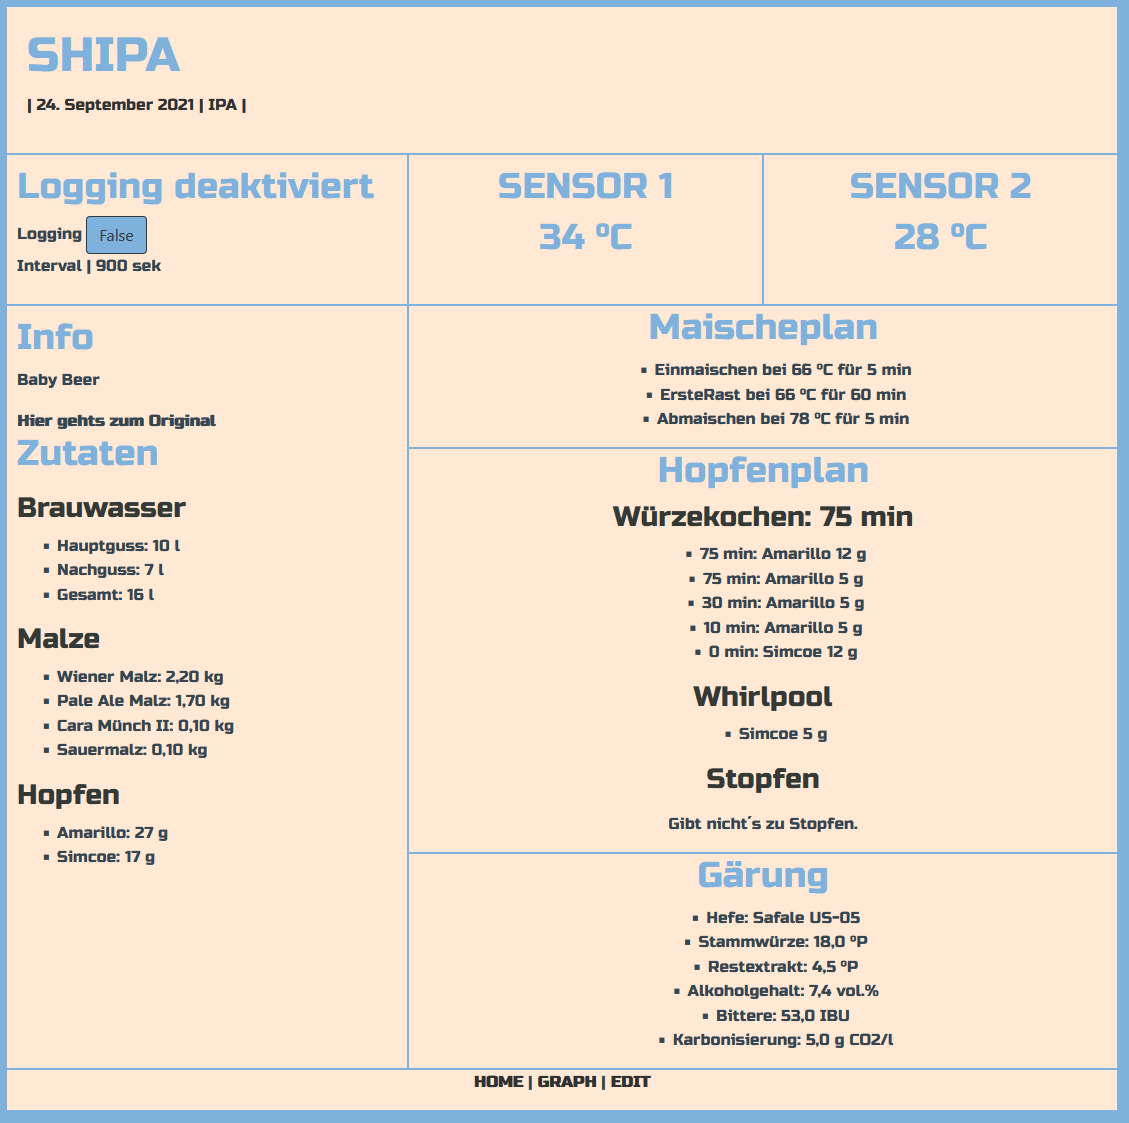 SHIPA
| 24. September 2021 | IPA |
Logging deaktiviert
Logging False
Interval | 900 sek
SENSOR 1
34 ºC
SENSOR 2
28 ºC
Info
Baby Beer
Hier gehts zum Original
Zutaten
Brauwasser
▪ Hauptguss: 10 l
▪ Nachguss: 7 l
▪ Gesamt: 16 l
Malze
▪ Wiener Malz: 2,20 kg
▪ Pale Ale Malz: 1,70 kg
▪ Cara Münch II: 0,10 kg
▪ Sauermalz: 0,10 kg
Hopfen
▪ Amarillo: 27 g
▪ Simcoe: 17 g
Maischeplan
▪ Einmaischen bei 66 ºC für 5 min
▪ ErsteRast bei 66 ºC für 60 min
▪ Abmaischen bei 78 ºC für 5 min
Hopfenplan
Würzekochen: 75 min
▪ 75 min: Amarillo 12 g
▪ 75 min: Amarillo 5 g
▪ 30 min: Amarillo 5 g
▪ 10 min: Amarillo 5 g
▪ 0 min: Simcoe 12 g
Whirlpool
▪ Simcoe 5 g
Stopfen
Gibt nicht´s zu Stopfen.
Gärung
▪ Hefe: Safale US-05
▪ Stammwürze: 18,0 ºP
▪ Restextrakt: 4,5 ºP
▪ Alkoholgehalt: 7,4 vol.%
▪ Bittere: 53,0 IBU
▪ Karbonisierung: 5,0 g CO2/l
HOME | GRAPH | EDIT